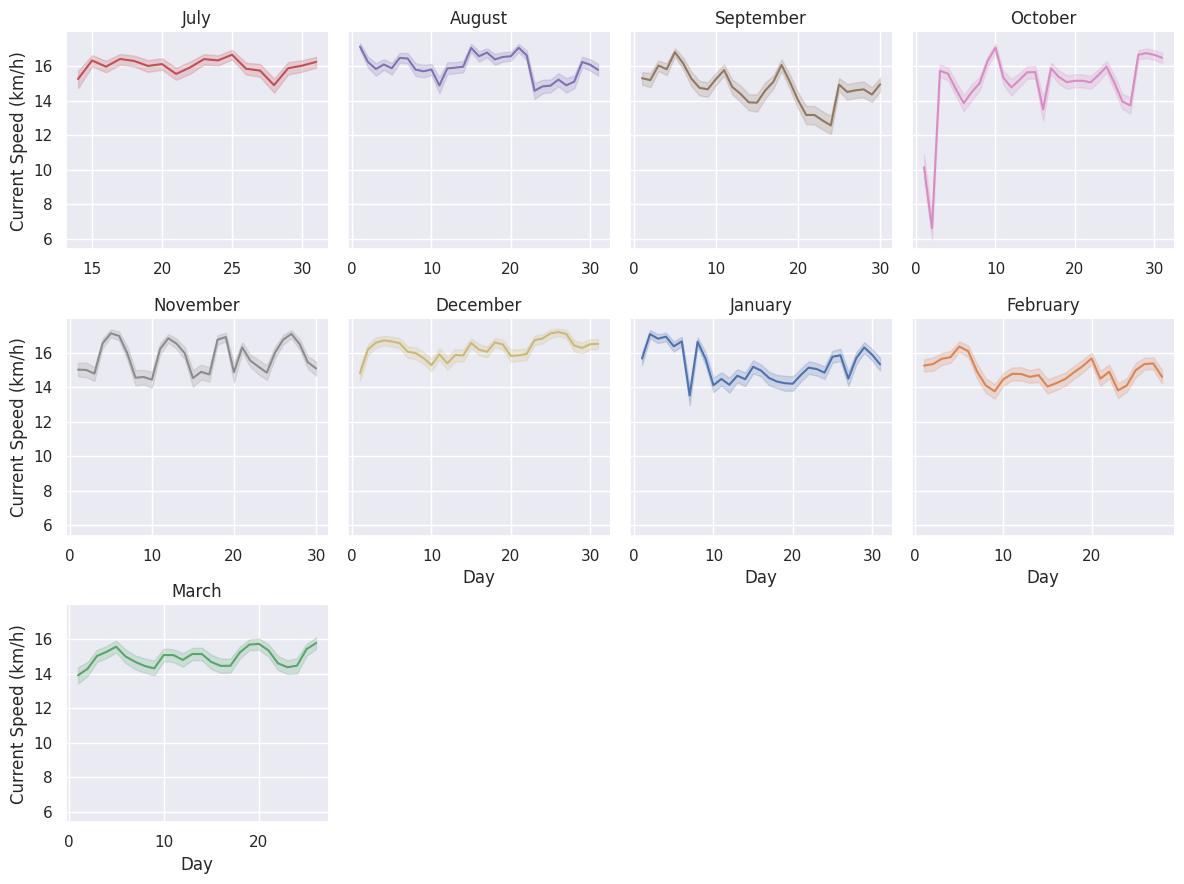 July August September October
Current Speed (km/h)
16
14
12
10
8
6
15 20 25 30 0 10 20 30 0 10 20 30 0 10 20 30
November December January February
Current Speed (km/h)
16
14
12
10
8
6
0 10 20 30 0 10 20 30 0 10 20 30 0 20
Day Day Day
March
Current Speed (km/h)
16
14
12
10
8
6
0 10 20
Day